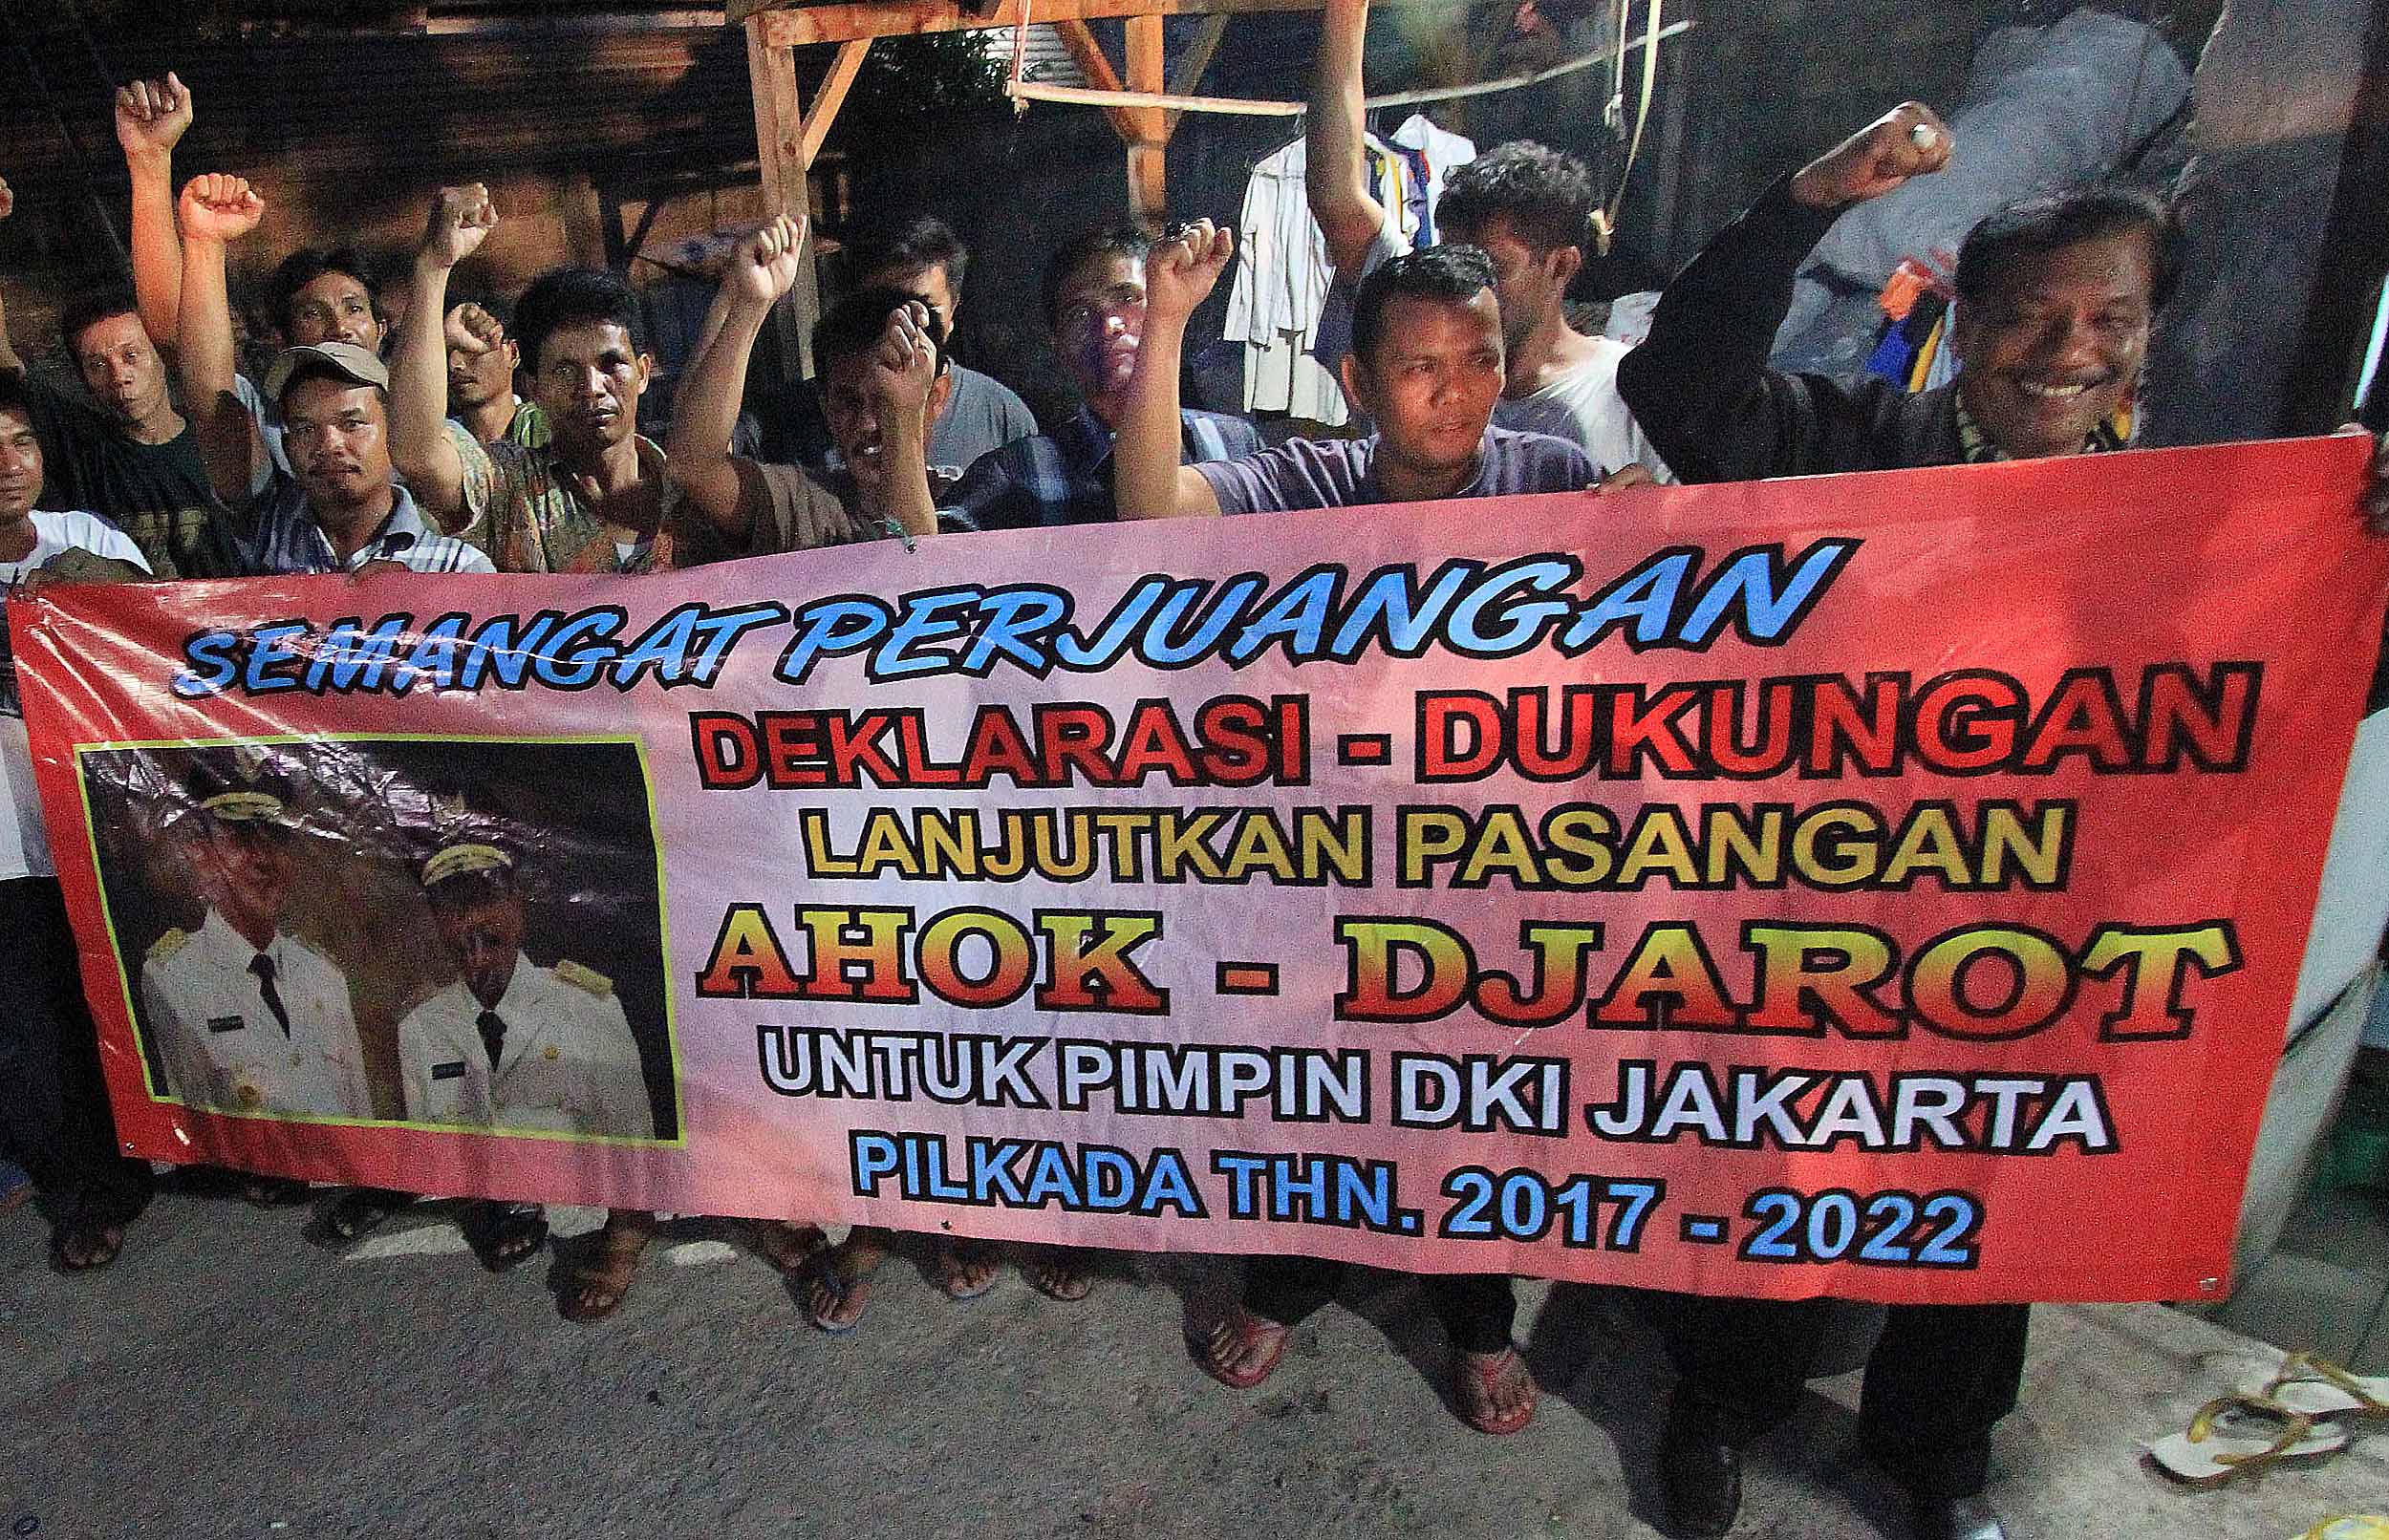 SEMANGAT PERJUANGAN
DEKLARASI - DUKUNGAN
LANJUTKAN PASANGAN
AHOK - DJAROT
UNTUK PIMPIN DKI JAKARTA
PILKADA THN. 2017 - 2022